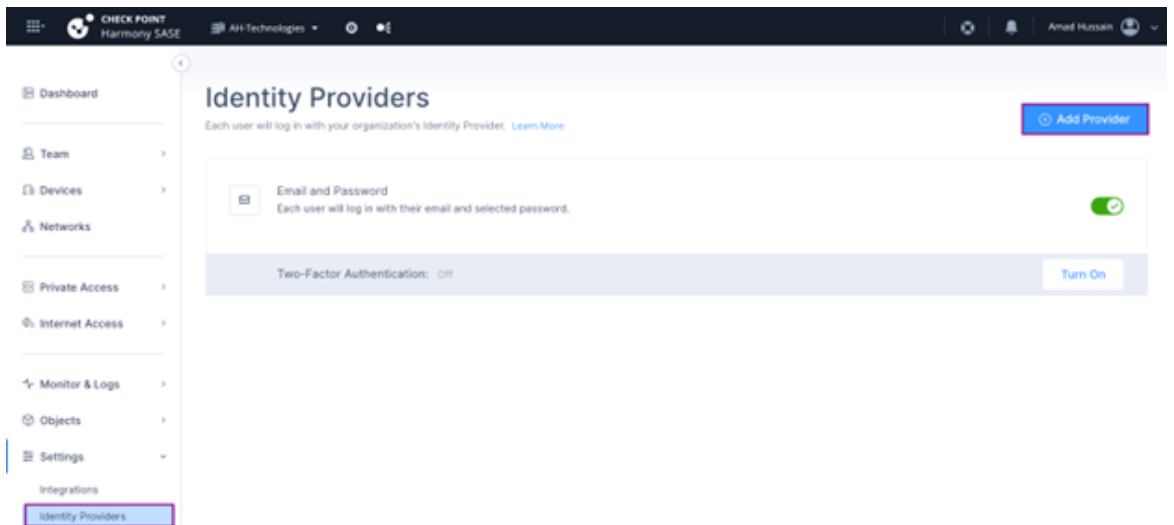 CHECK POINT
Harmony SASE
AH-Technologies
Amad Hussain
Dashboard
Team
Devices
Networks
Private Access
Internet Access
Monitor & Logs
Objects
Settings
Integrations
Identity Providers
Identity Providers
Each user will log in with your organization's Identity Provider. Learn More
Add Provider
Email and Password
Each user will log in with their email and selected password.
Two-Factor Authentication: Off
Turn On